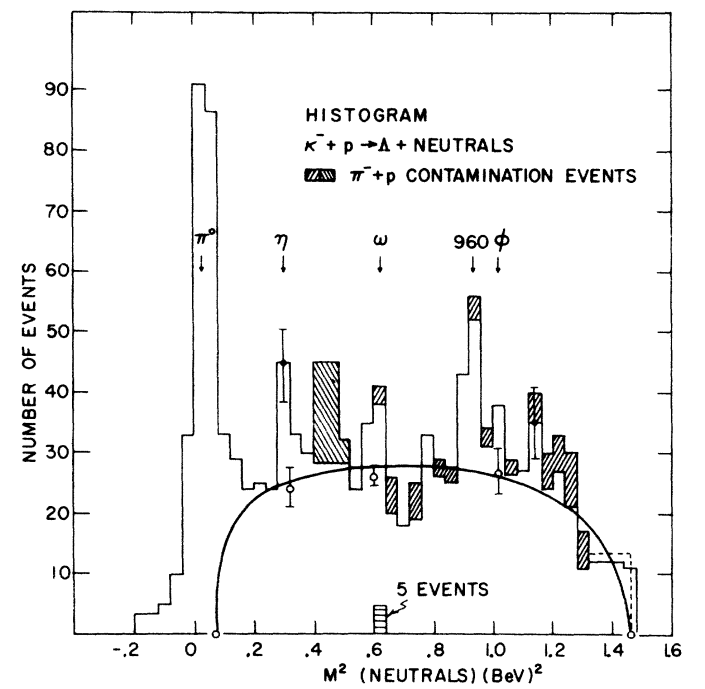 HISTOGRAM
κ⁻ + p → Λ + NEUTRALS
π⁻+p CONTAMINATION EVENTS
π° η ω 960 ϕ
NUMBER OF EVENTS
90
80
70
60
50
40
30
20
10
5 EVENTS
-.2 0 .2 .4 .6 .8 1.0 1.2 1.4 1.6
M² (NEUTRALS) (BeV)²